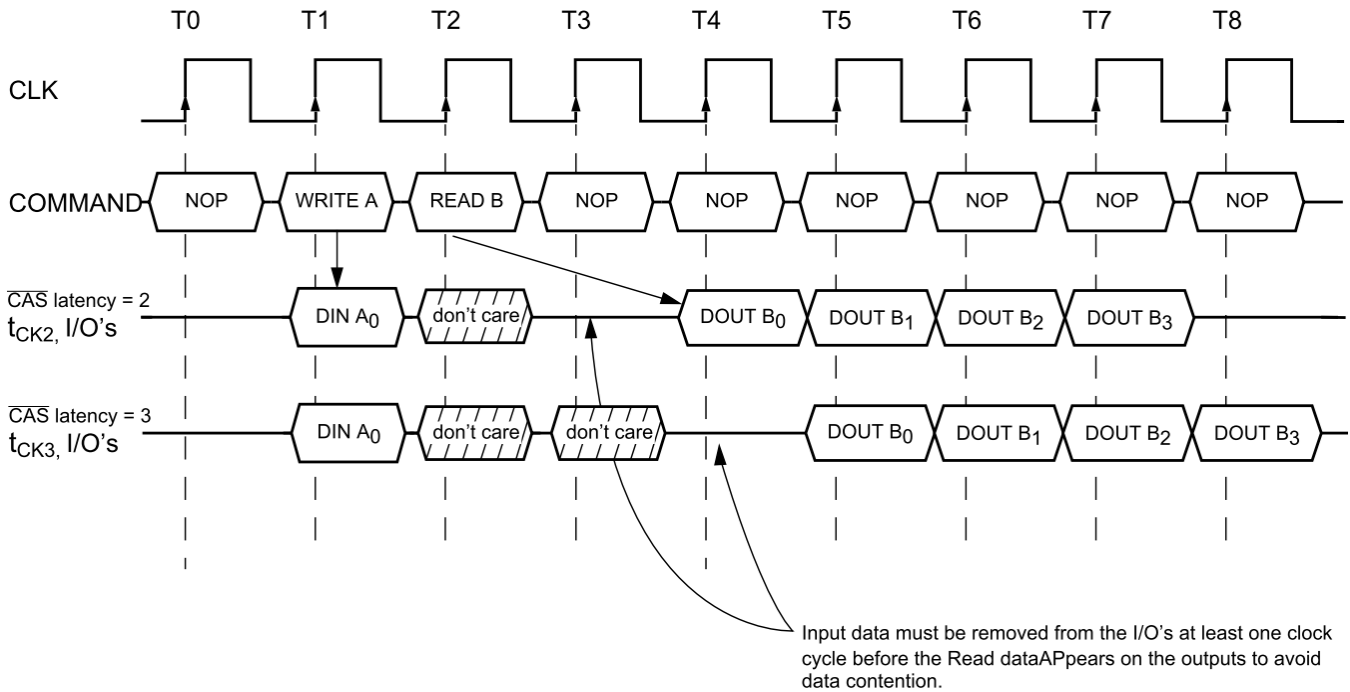 T0 T1 T2 T3 T4 T5 T6 T7 T8
CLK
COMMAND NOP WRITE A READ B NOP NOP NOP NOP NOP NOP
CAS latency = 2
tCK2, I/O's DIN A0 don't care DOUT B0 DOUT B1 DOUT B2 DOUT B3
CAS latency = 3
tCK3, I/O's DIN A0 don't care don't care DOUT B0 DOUT B1 DOUT B2 DOUT B3
Input data must be removed from the I/O's at least one clock
cycle before the Read dataAPpears on the outputs to avoid
data contention.